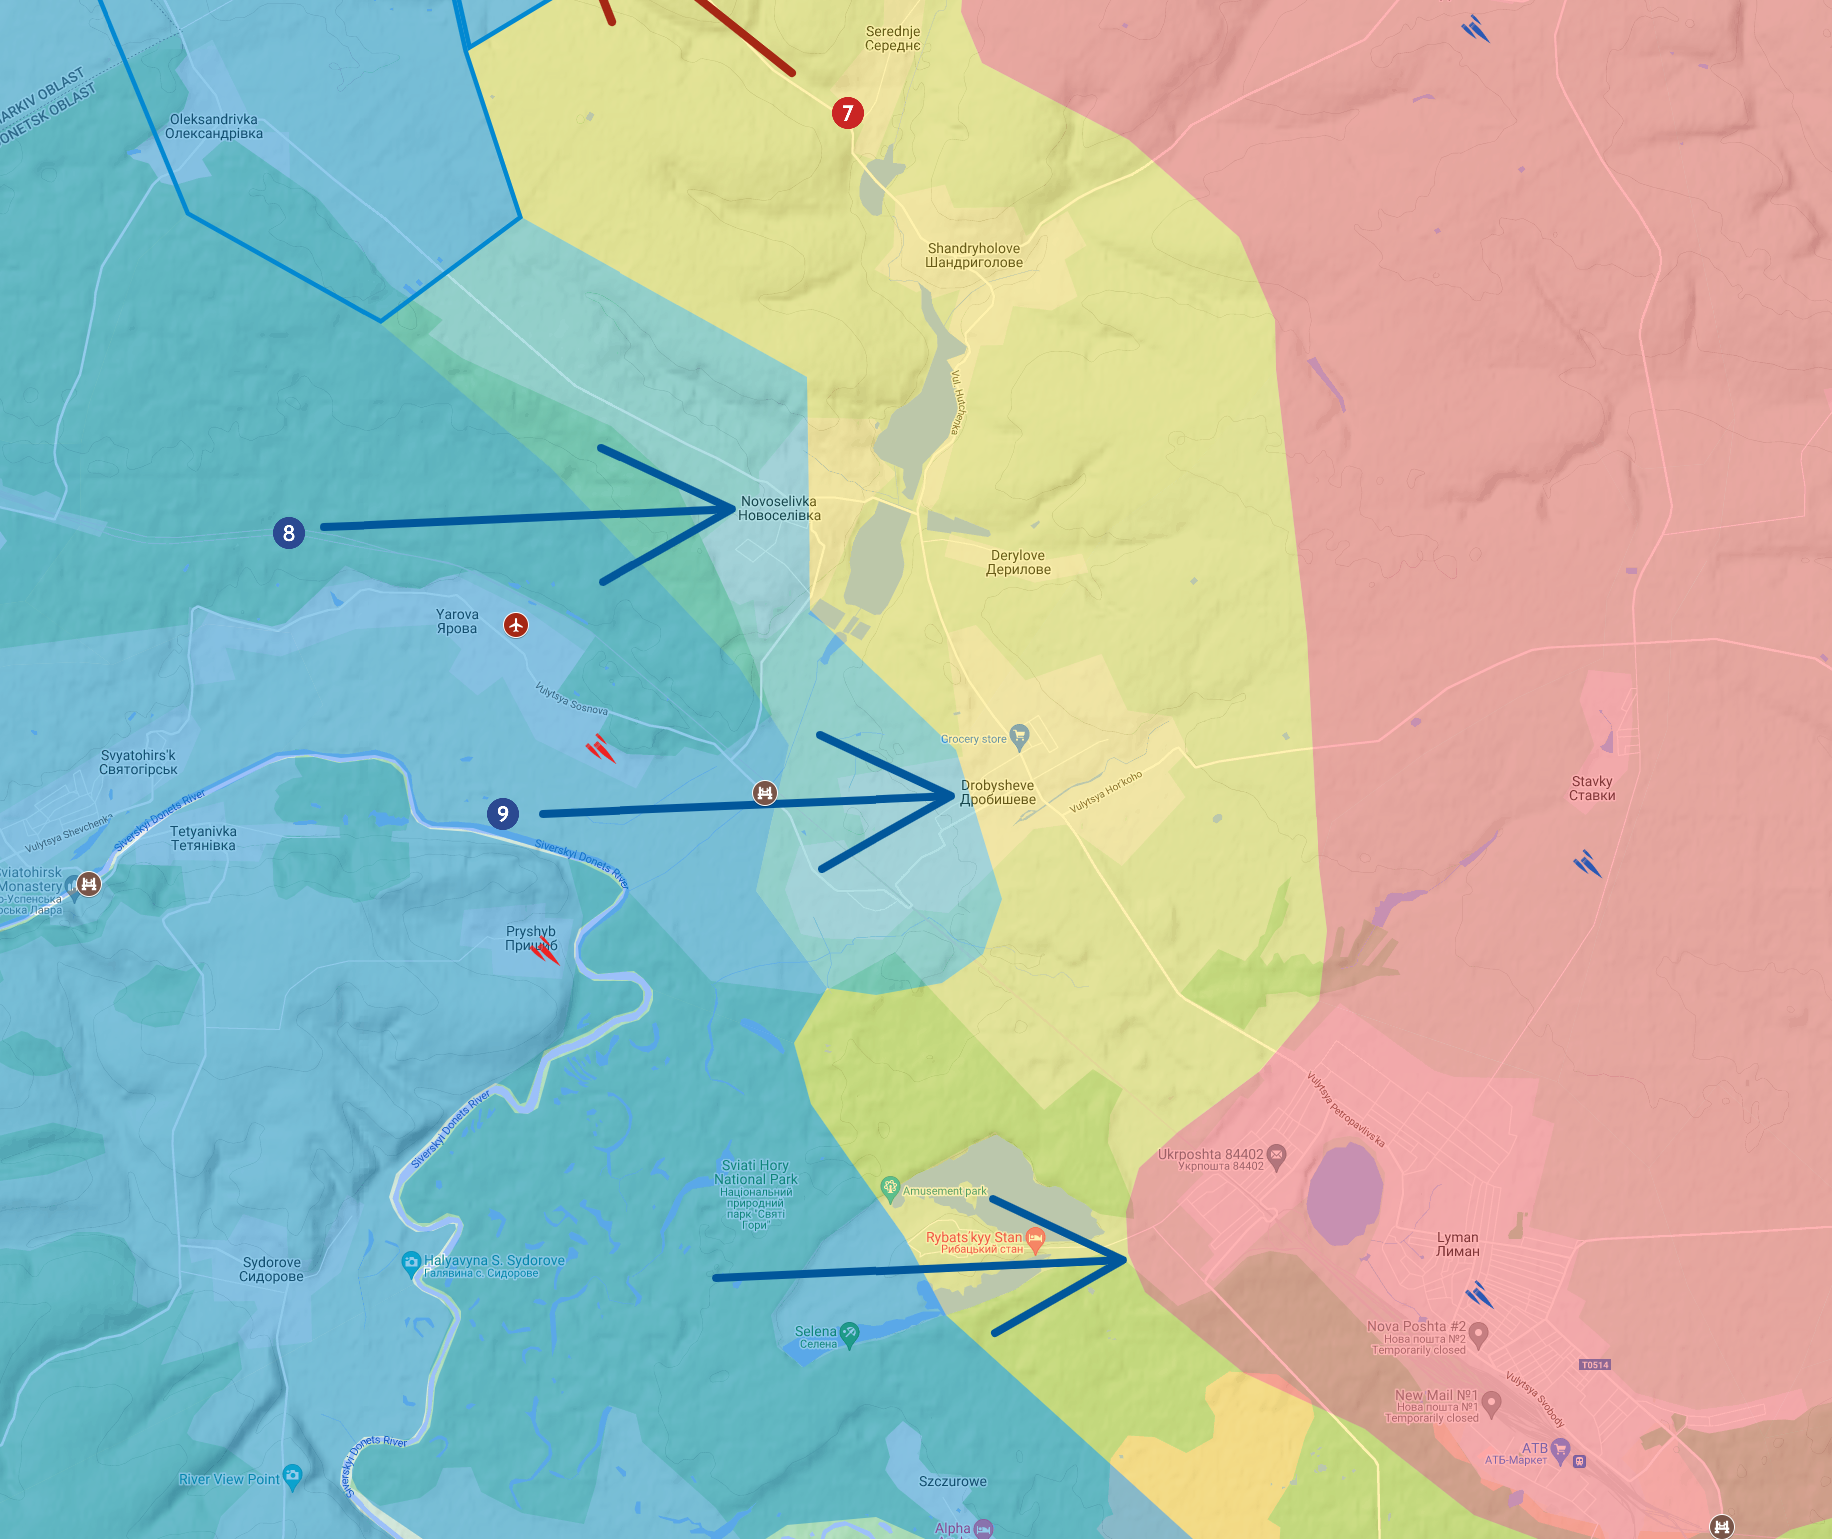 Serednje
Середнє
7
ARKIV OBLAST
ONETSK OBLAST
Oleksandrivka
Олександрівка
Shandryholove
Шандриголове
Vul. Hutchenka
Novoselivka
Новоселівка
8
Derylove
Дерилове
Yarova
Ярова
Vulytsya Sosnova
Grocery store
Svyatohirs'k
Святогірськ
Drobysheve
Дробишеве
Vulytsya Hor'koho
Stavky
Ставки
9
Siverskyi Donets River
Vulytsya Shevchenka
Tetyanivka
Тетянівка
Siverskyi Donets River
Sviatohirsk
Monastery
о-Успенська
рська Лавра
Pryshyb
Пришиб
Siverskyi Donets River
Vulytsya Petropavlivs'ka
Ukrposhta 84402
Укрпошта 84402
Sviati Hory
National Park
Національний
природний
парк "Святі
Гори"
Amusement park
Rybats'kyy Stan
Рибацький стан
Lyman
Лиман
Sydorove
Сидорове
Halyavyna S. Sydorove
Галявина с. Сидорове
Selena
Селена
Nova Poshta #2
Нова пошта №2
Temporarily closed
T0514
New Mail №1
Нова пошта №1
Temporarily closed
Vulytsya Svobody
ATB
АТБ-Маркет
Siverskyi Donets River
River View Point
Szczurowe
Alpha